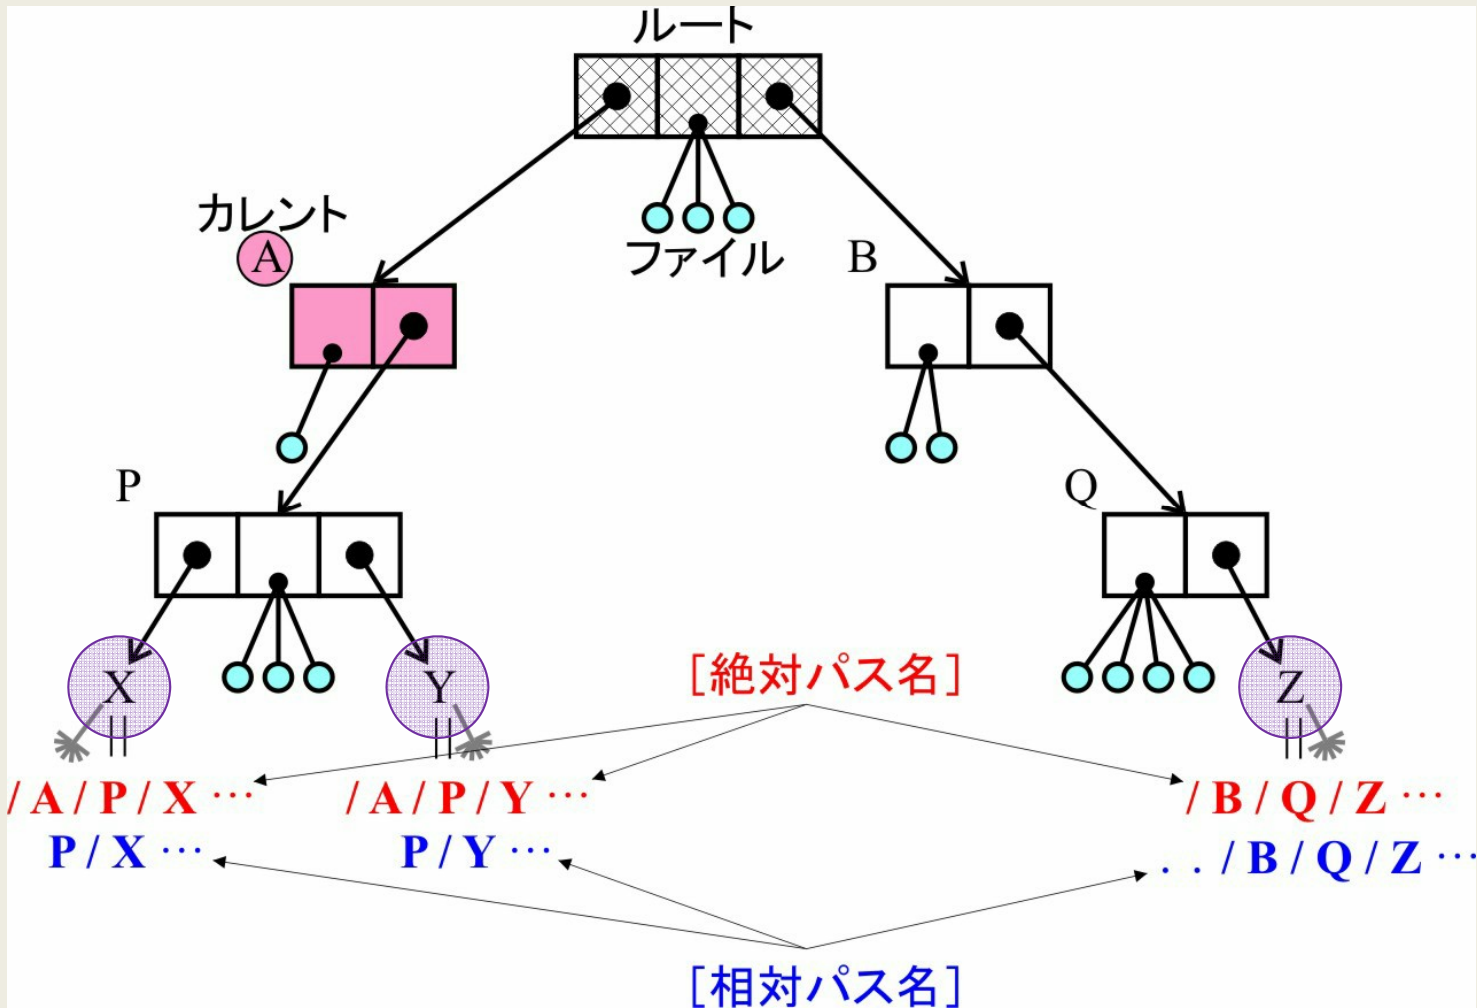 ルート
カレント
A
ファイル
B
P
Q
X
Y
Z
[絶対パス名]
/ A / P / X …
/ A / P / Y …
/ B / Q / Z …
P / X …
P / Y …
. . / B / Q / Z …
[相対パス名]